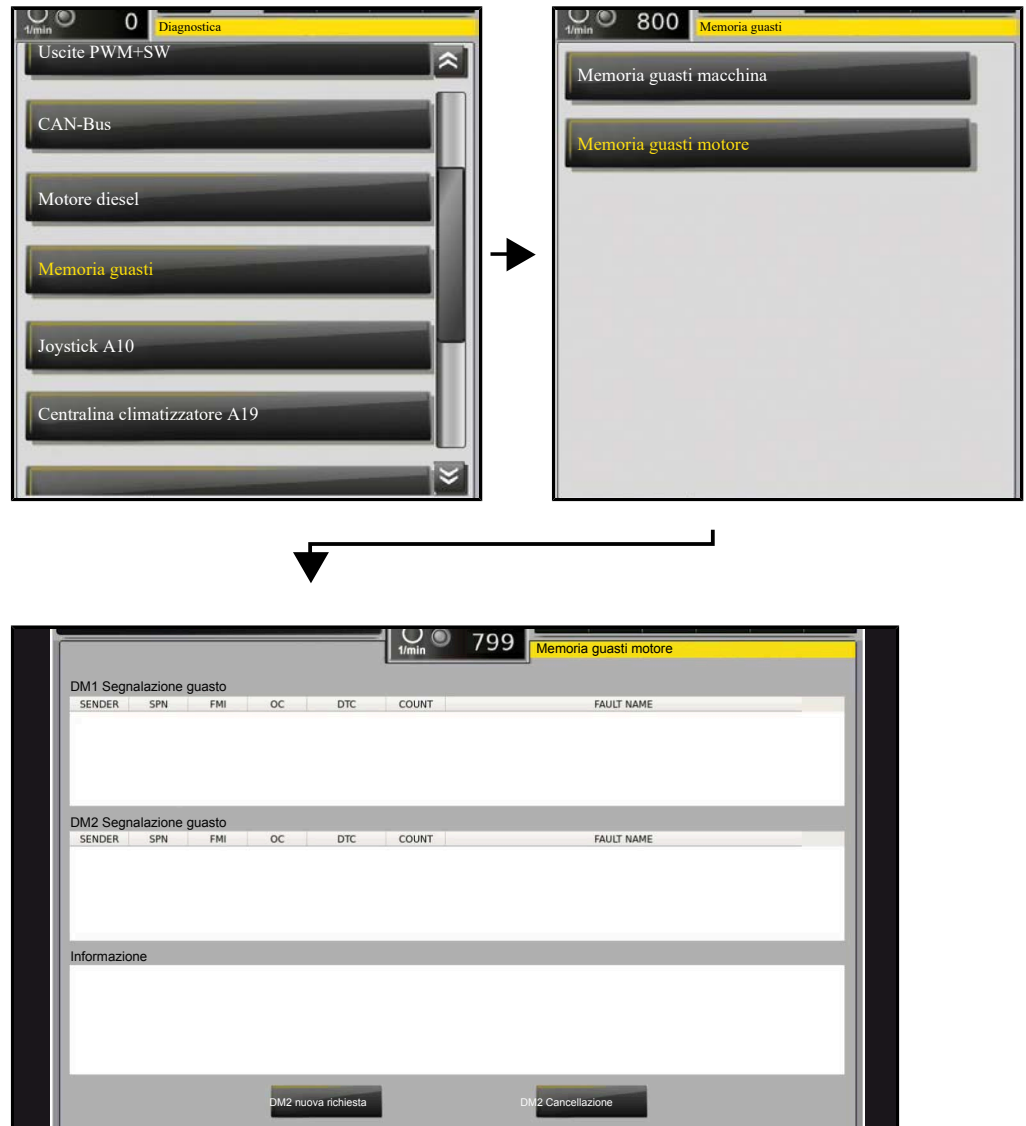 1/min 0 Diagnostica
Uscite PWM+SW
CAN-Bus
Motore diesel
Memoria guasti
Joystick A10
Centralina climatizzatore A19
1/min 800 Memoria guasti
Memoria guasti macchina
Memoria guasti motore
1/min 799 Memoria guasti motore
DM1 Segnalazione guasto
SENDER SPN FMI OC DTC COUNT FAULT NAME
DM2 Segnalazione guasto
SENDER SPN FMI OC DTC COUNT FAULT NAME
Informazione
DM2 nuova richiesta DM2 Cancellazione